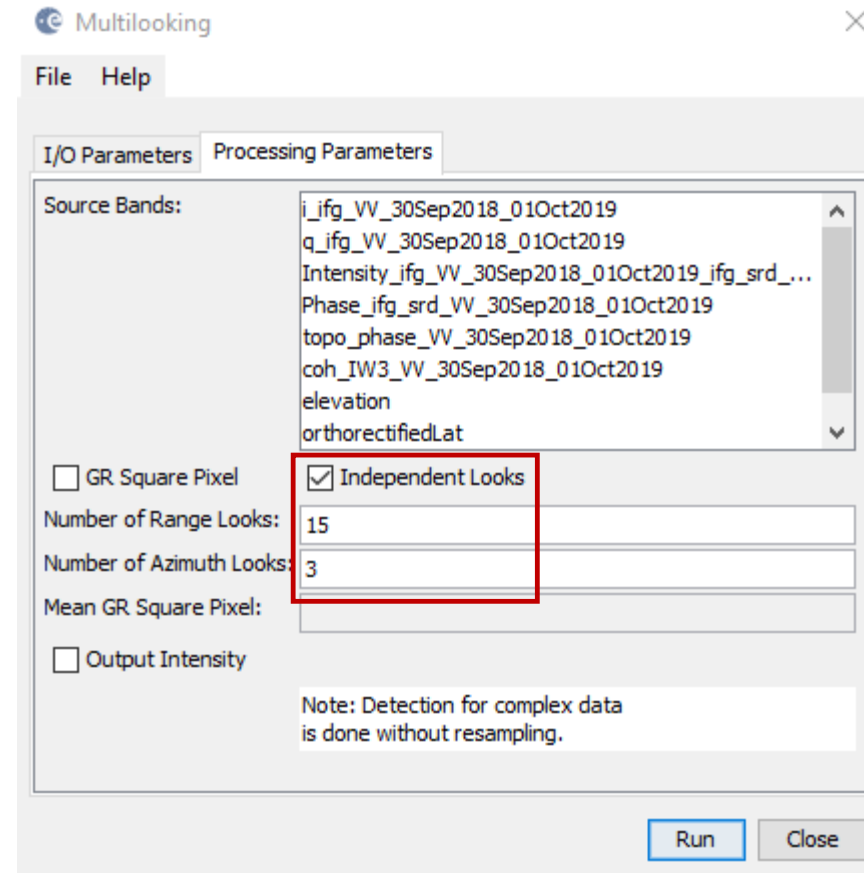 Multilooking
File Help
I/O Parameters Processing Parameters
Source Bands:
i_ifg_VV_30Sep2018_01Oct2019
q_ifg_VV_30Sep2018_01Oct2019
Intensity_ifg_VV_30Sep2018_01Oct2019_ifg_srd_...
Phase_ifg_srd_VV_30Sep2018_01Oct2019
topo_phase_VV_30Sep2018_01Oct2019
coh_IW3_VV_30Sep2018_01Oct2019
elevation
orthorectifiedLat
GR Square Pixel Independent Looks
Number of Range Looks: 15
Number of Azimuth Looks: 3
Mean GR Square Pixel:
Output Intensity
Note: Detection for complex data
is done without resampling.
Run Close